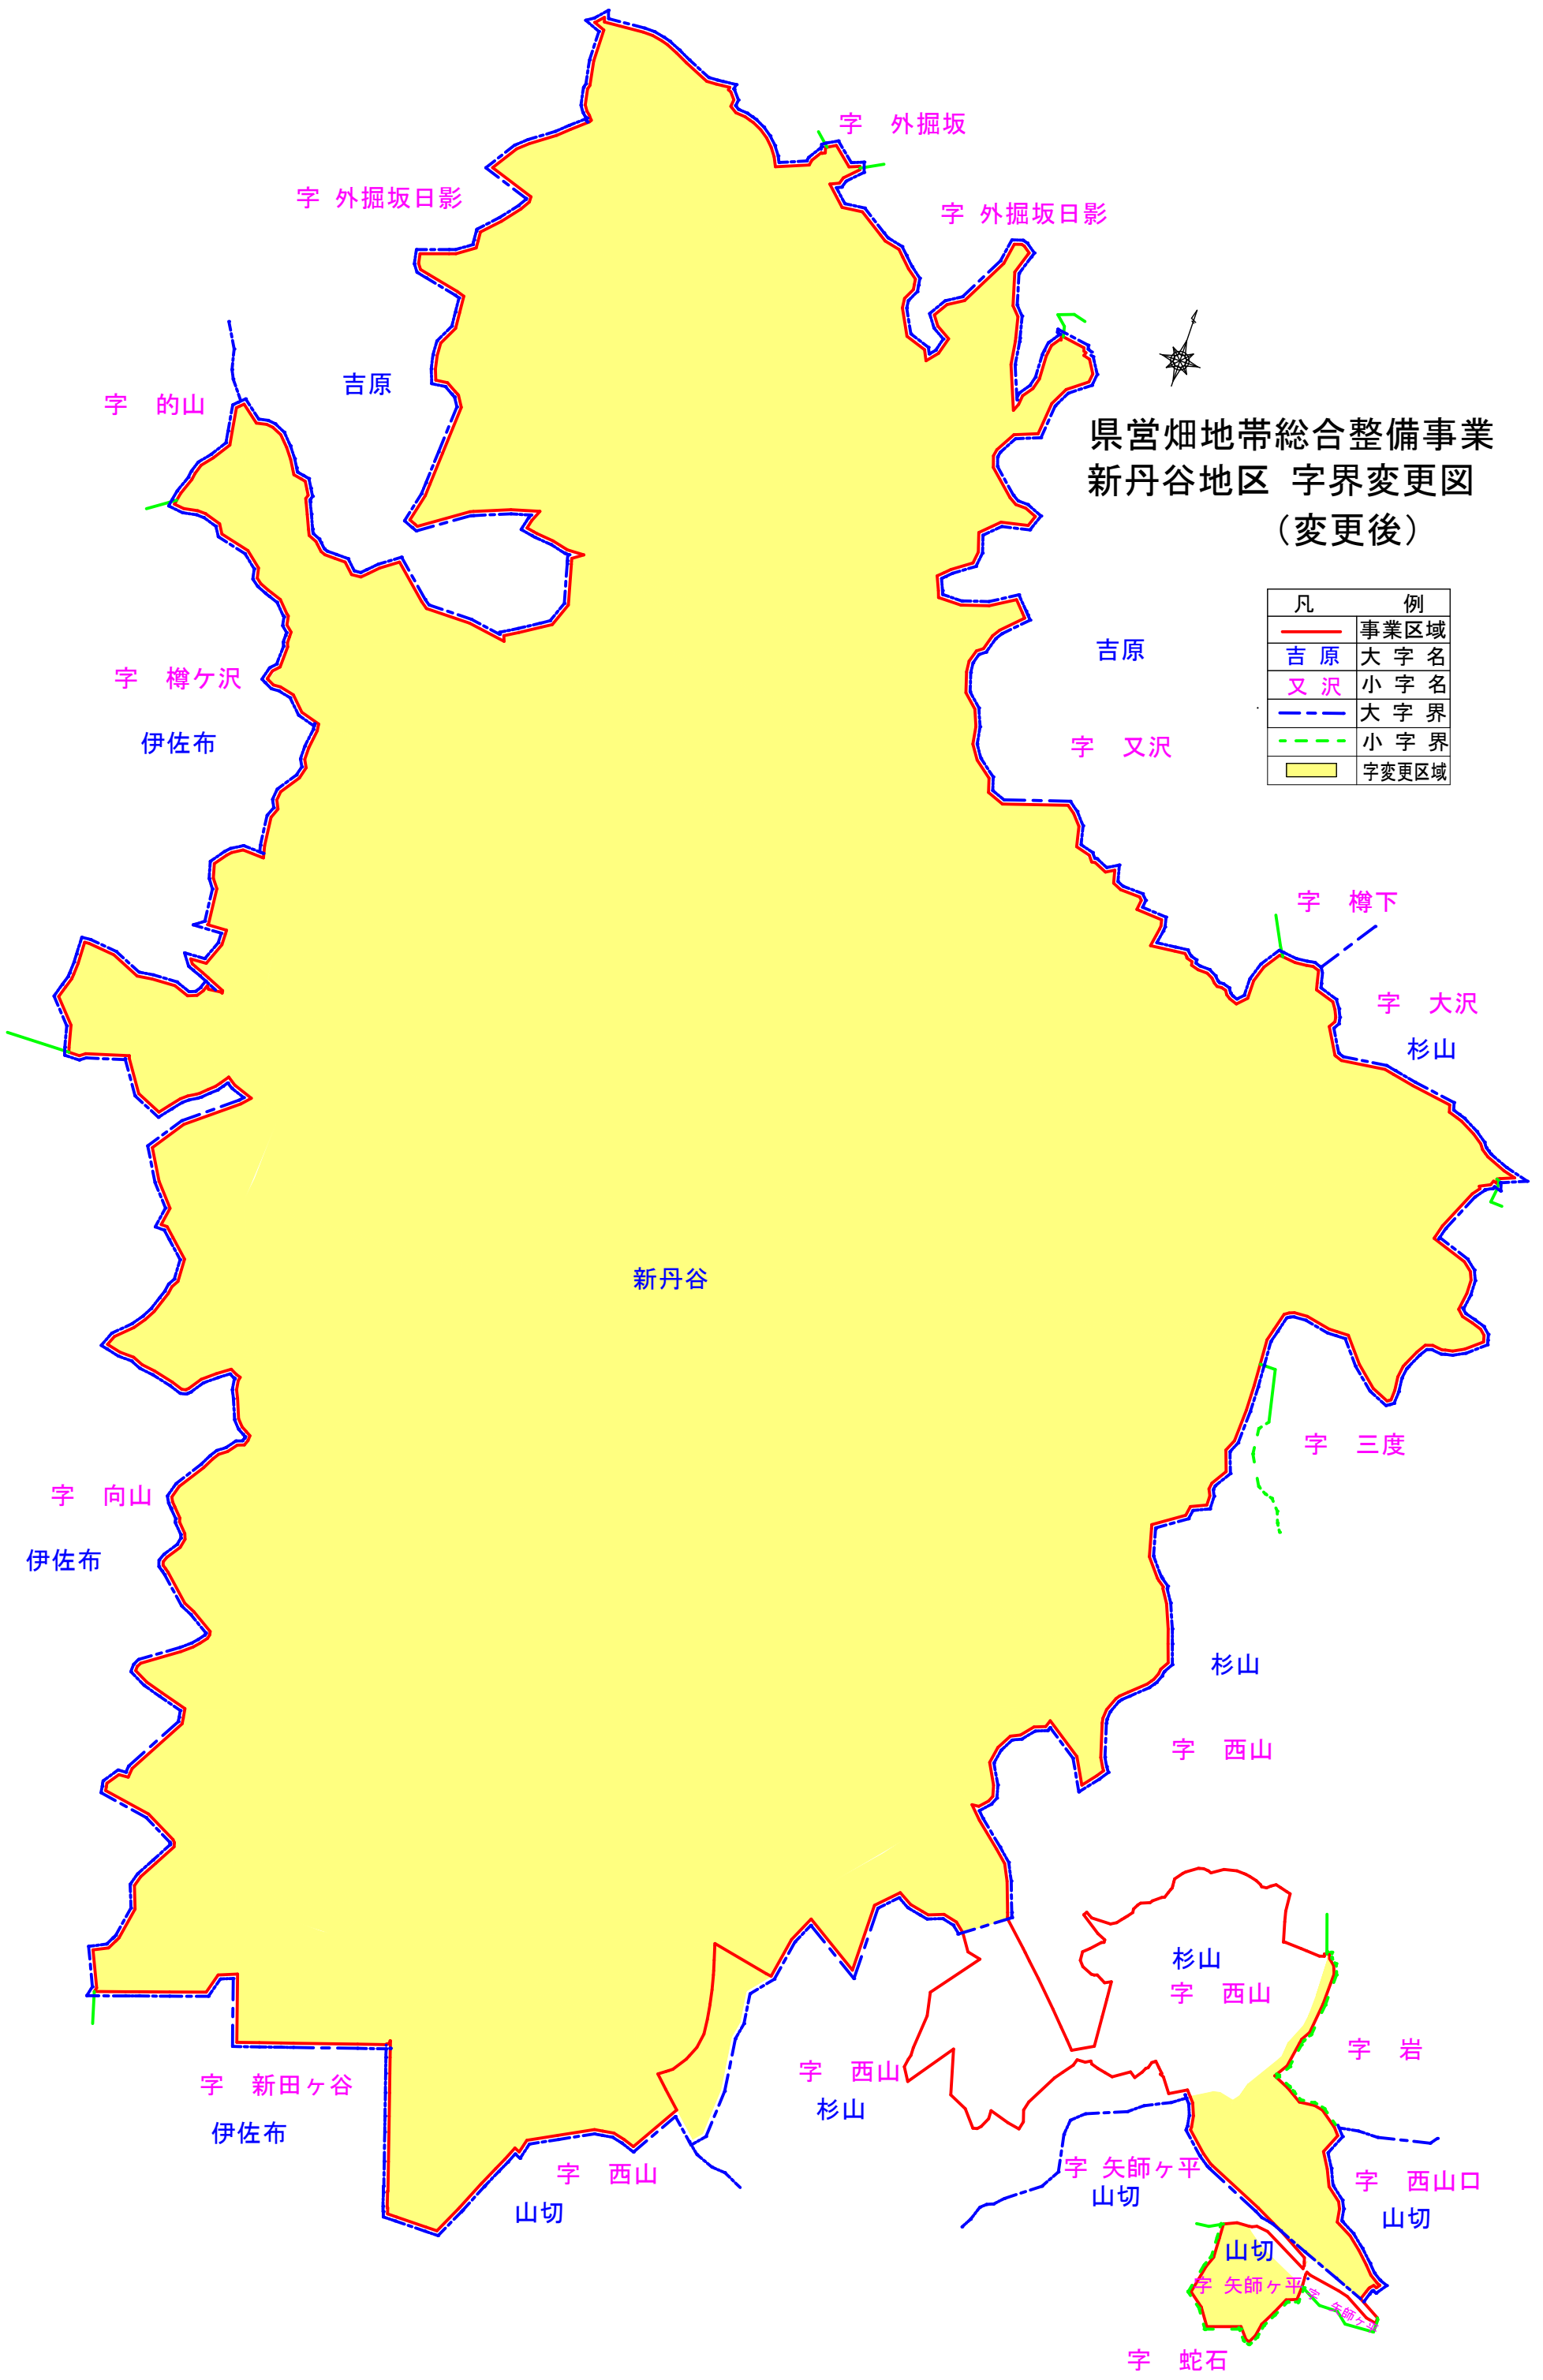 字 外掘坂
字 外掘坂日影
字 外掘坂日影
吉原
字 的山
県営畑地帯総合整備事業
新丹谷地区 字界変更図
（変更後）
凡 例
事業区域
吉 原 大 字 名
又 沢 小 字 名
大 字 界
小 字 界
字変更区域
吉原
字 樽ケ沢
伊佐布
字 又沢
字 樽下
字 大沢
杉山
新丹谷
字 三度
字 向山
伊佐布
杉山
字 西山
杉山
字 西山
字 岩
字 西山
杉山
字 新田ヶ谷
伊佐布
字 西山
山切
字 矢師ヶ平
山切
字 西山口
山切
山切
字 矢師ヶ平
字 矢師ヶ平
字 蛇石